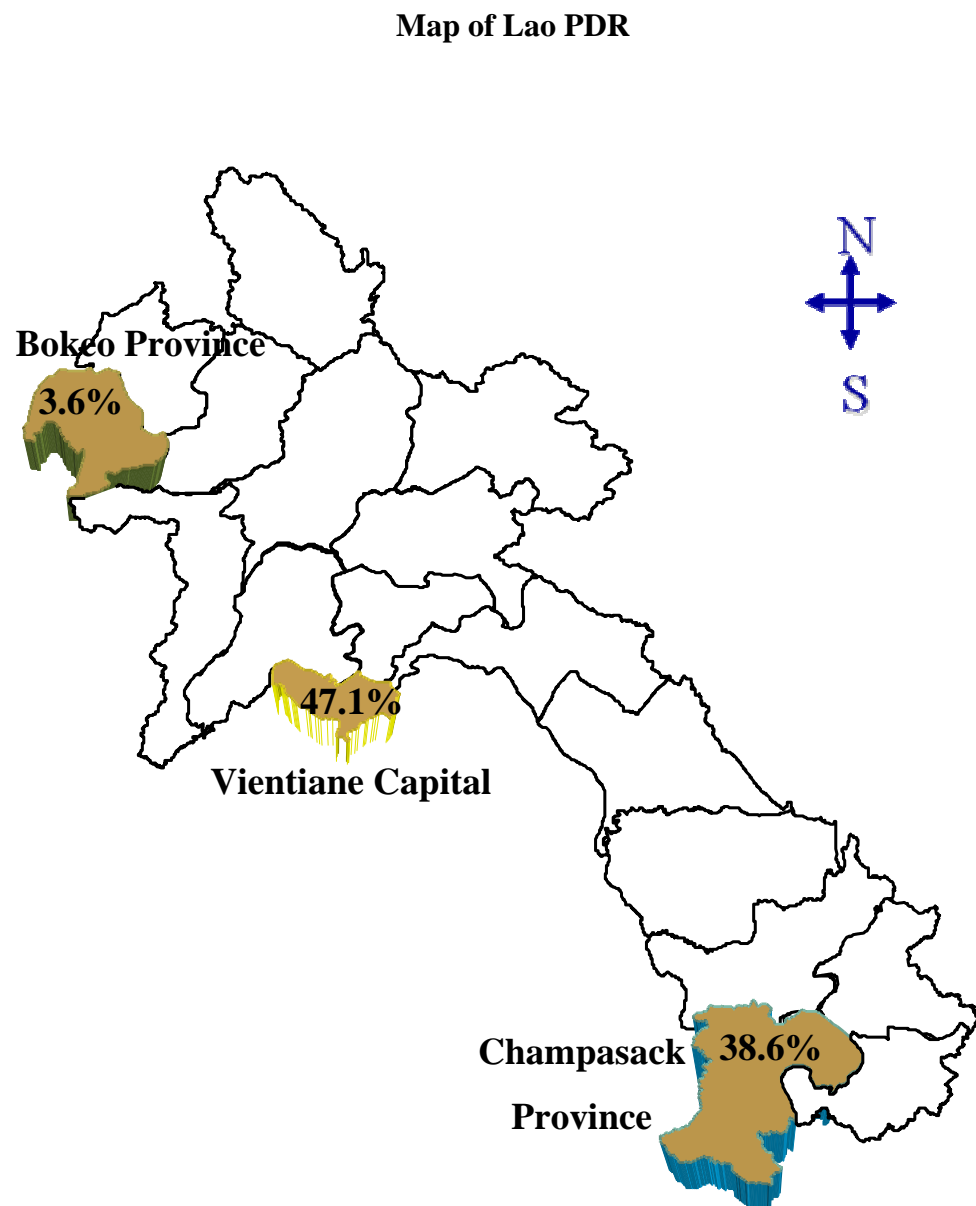 Map of Lao PDR
N
S
Bokeo Province
3.6%
47.1%
Vientiane Capital
Champasack
38.6%
Province